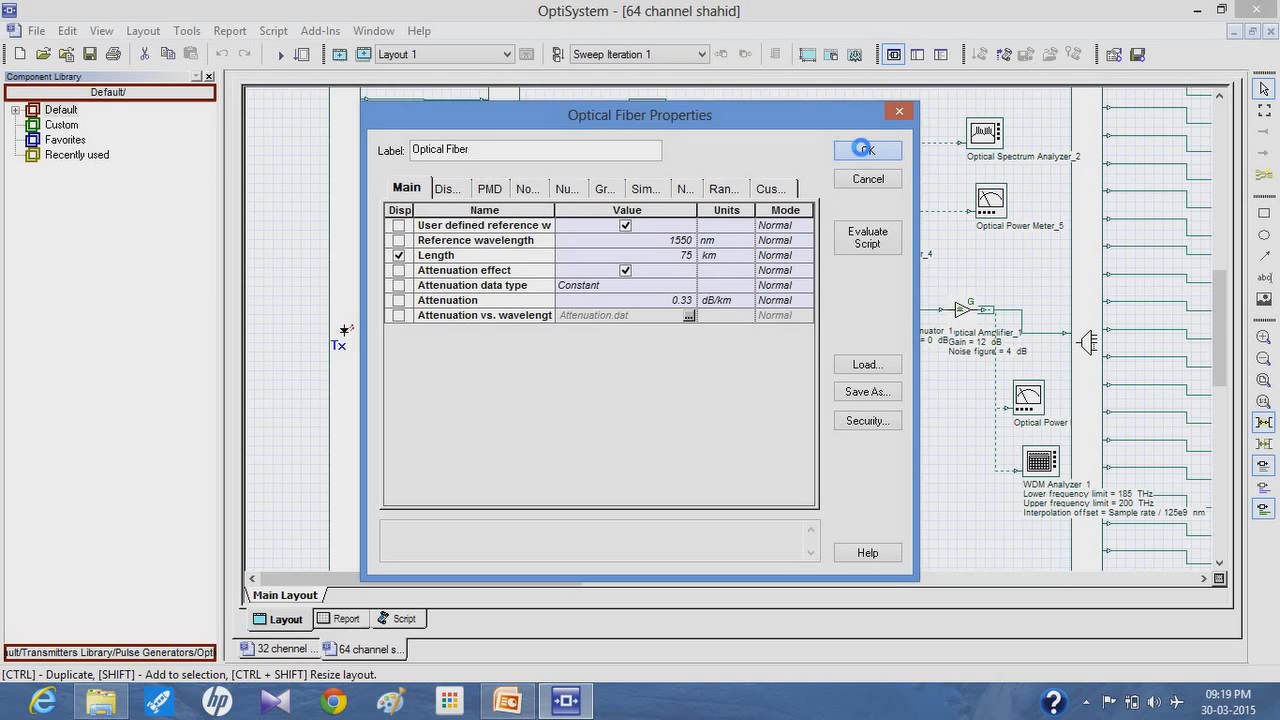 OptiSystem - [64 channel shahid]
File Edit View Layout Tools Report Script Add-Ins Window Help
Layout 1
Sweep Iteration 1
Component Library
Default/
Default
Custom
Favorites
Recently used
ult/Transmitters Library/Pulse Generators/Opt
Tx
Optical Fiber Properties
Label: Optical Fiber
OK
Cancel
Evaluate
Script
Load...
Save As...
Security...
Help
Main Dis... PMD No... Nu... Gr... Sim... N... Ran... Cus...
Disp Name Value Units Mode
User defined reference w Normal
Reference wavelength 1550 nm Normal
Length 75 km Normal
Attenuation effect Normal
Attenuation data type Constant Normal
Attenuation 0.33 dB/km Normal
Attenuation vs. wavelengt Attenuation.dat ... Normal
Optical Spectrum Analyzer_2
Optical Power Meter_5
_4
G
nuator 1
= 0 dB
Optical Amplifier_1
Gain = 12 dB
Noise figure = 4 dB
Optical Power
WDM Analyzer_1
Lower frequency limit = 185 THz
Upper frequency limit = 200 THz
Interpolation offset = Sample rate / 125e9 nm
abc
Main Layout
Layout Report Script
32 channel ... 64 channel s...
[CTRL] - Duplicate, [SHIFT] - Add to selection, [CTRL + SHIFT] Resize layout.
09:19 PM
30-03-2015